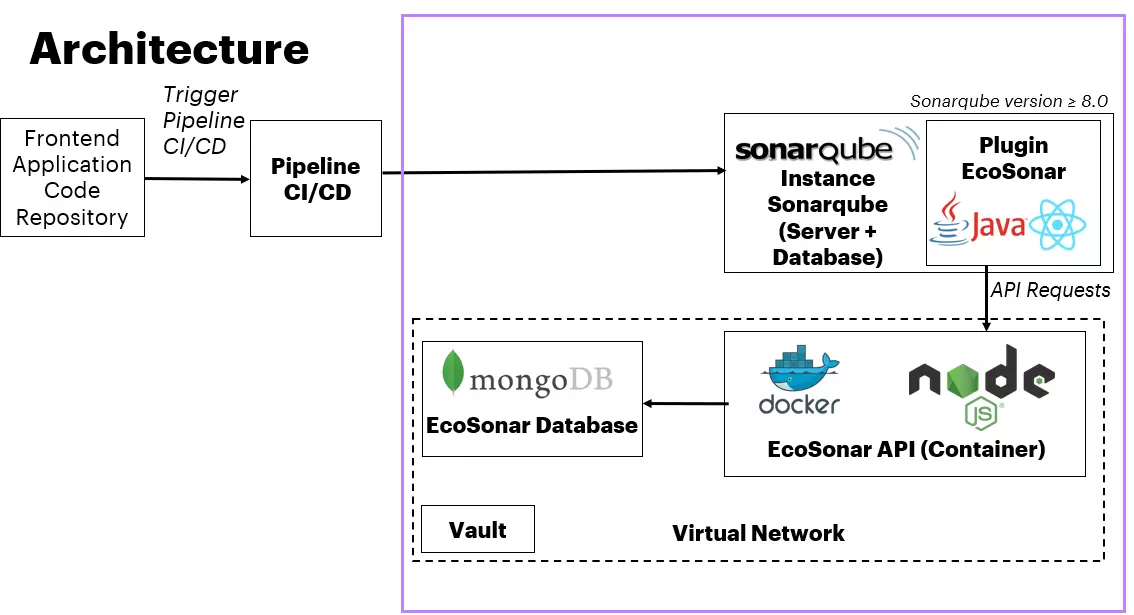 Architecture
Trigger
Pipeline
CI/CD
Frontend
Application
Code
Repository
Pipeline
CI/CD
Sonarqube version ≥ 8.0
sonarqube
Instance
Sonarqube
(Server +
Database)
Plugin
EcoSonar
Java
API Requests
mongoDB
EcoSonar Database
docker
node
JS
EcoSonar API (Container)
Vault
Virtual Network